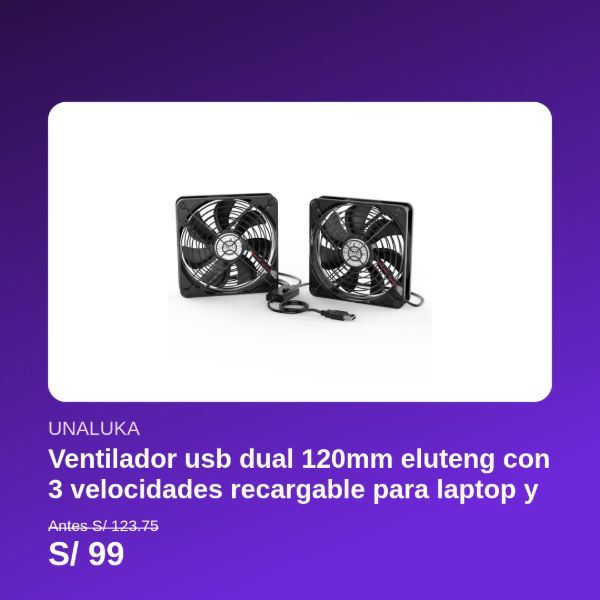 UNALUKA
Ventilador usb dual 120mm eluteng con
3 velocidades recargable para laptop y
Antes S/ 123.75
S/ 99